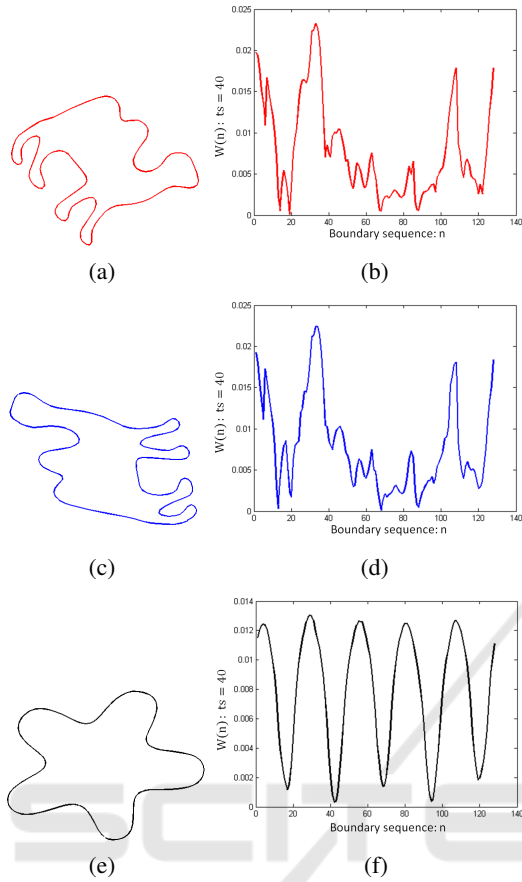 0.025
0.02
0.015
0.01
0.005
0
W(n): ts = 40
0 20 40 60 80 100 120 140
Boundary sequence: n
(a) (b)
0.025
0.02
0.015
0.01
0.005
0
W(n): ts = 40
0 20 40 60 80 100 120 140
Boundary sequence: n
(c) (d)
0.014
0.012
0.01
0.008
0.006
0.004
0.002
0
W(n): ts = 40
0 20 40 60 80 100 120 140
Boundary sequence: n
(e) (f)
SCITE